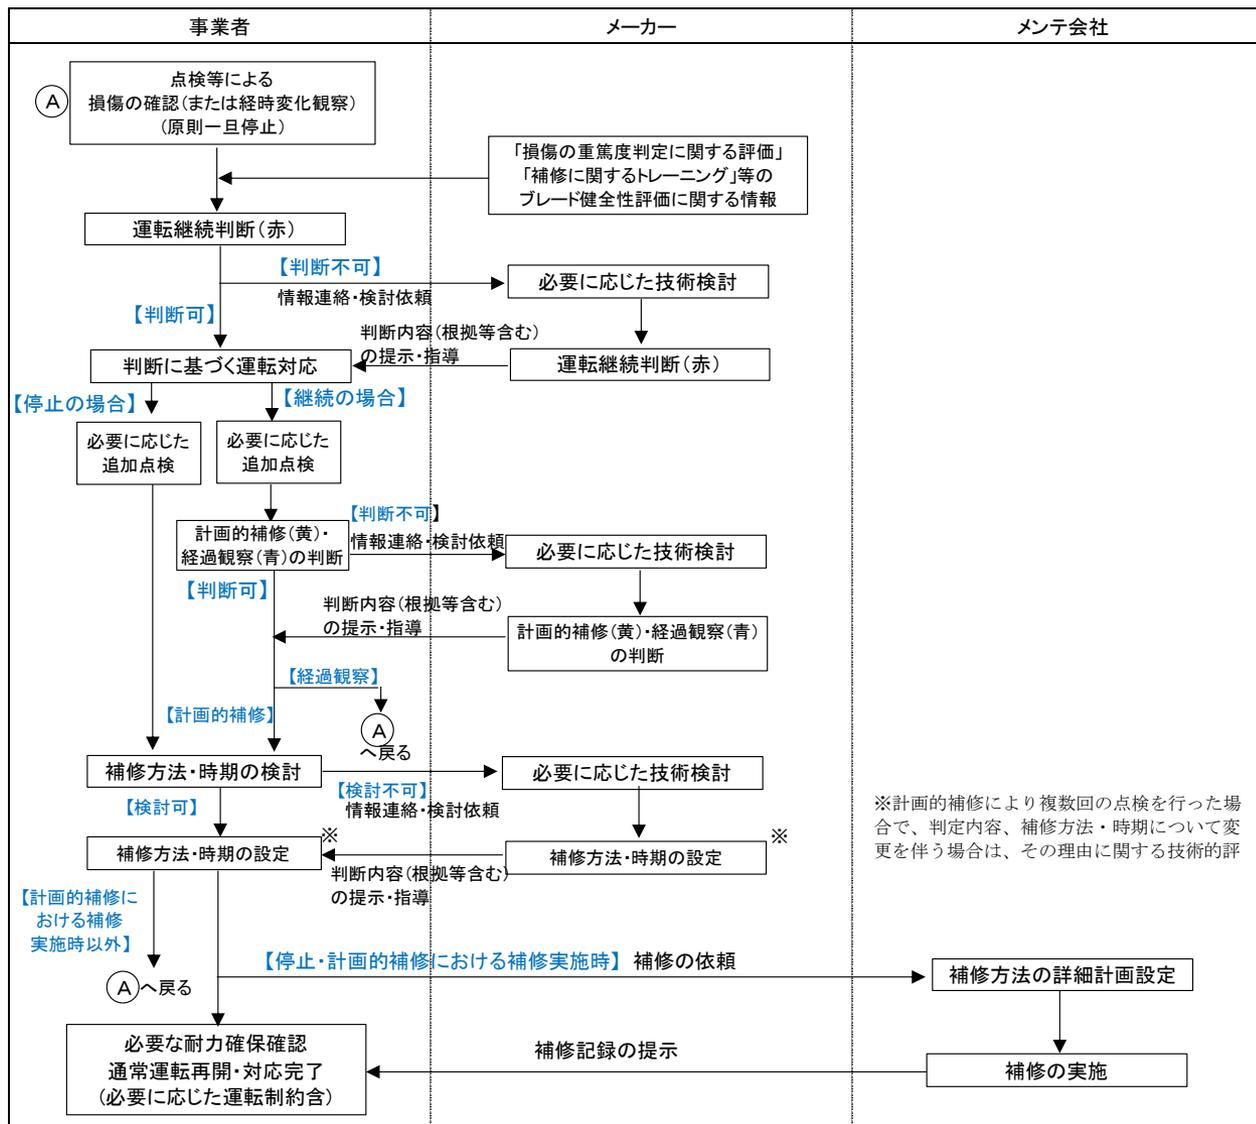 事業者
メーカー
メンテ会社
A
点検等による
損傷の確認(または経時変化観察)
(原則一旦停止)
「損傷の重篤度判定に関する評価」
「補修に関するトレーニング」等の
ブレード健全性評価に関する情報
運転継続判断(赤)
【判断不可】
情報連絡・検討依頼
必要に応じた技術検討
【判断可】
判断内容(根拠等含む)
の提示・指導
判断に基づく運転対応
運転継続判断(赤)
【停止の場合】
【継続の場合】
必要に応じた
追加点検
必要に応じた
追加点検
計画的補修(黄)・
経過観察(青)の判断
【判断不可】
情報連絡・検討依頼
必要に応じた技術検討
【判断可】
判断内容(根拠等含む)
の提示・指導
計画的補修(黄)・経過観察(青)
の判断
【経過観察】
【計画的補修】
A
へ戻る
補修方法・時期の検討
必要に応じた技術検討
【検討可】
【検討不可】
情報連絡・検討依頼
※計画的補修により複数回の点検を行った場
合で、判定内容、補修方法・時期について変
更を伴う場合は、その理由に関する技術的評
補修方法・時期の設定
※
補修方法・時期の設定
※
判断内容(根拠等含む)
の提示・指導
【計画的補修に
おける補修
実施時以外】
Aへ戻る
【停止・計画的補修における補修実施時】 補修の依頼
補修方法の詳細計画設定
必要な耐力確保確認
通常運転再開・対応完了
(必要に応じた運転制約含)
補修記録の提示
補修の実施